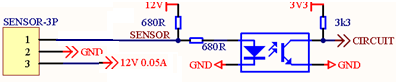 SENSOR-3P
12V
3V3
680R
3k3
1
SENSOR
680R
CIRCUIT
2
GND
3
12V 0.05A
GND
GND